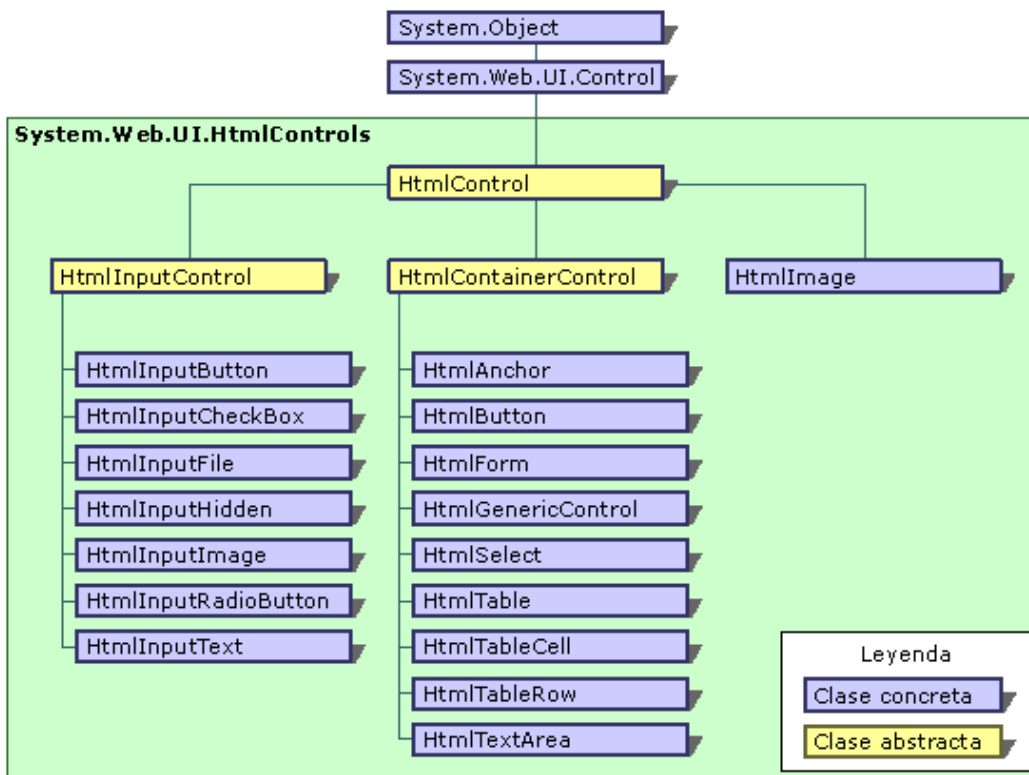 System.Object
System.Web.UI.Control
System.Web.UI.HtmlControls
HtmlControl
HtmlInputControl
HtmlContainerControl
HtmlImage
HtmlInputButton
HtmlInputCheckBox
HtmlInputFile
HtmlInputHidden
HtmlInputImage
HtmlInputRadioButton
HtmlInputText
HtmlAnchor
HtmlButton
HtmlForm
HtmlGenericControl
HtmlSelect
HtmlTable
HtmlTableCell
HtmlTableRow
HtmlTextArea
Leyenda
Clase concreta
Clase abstracta